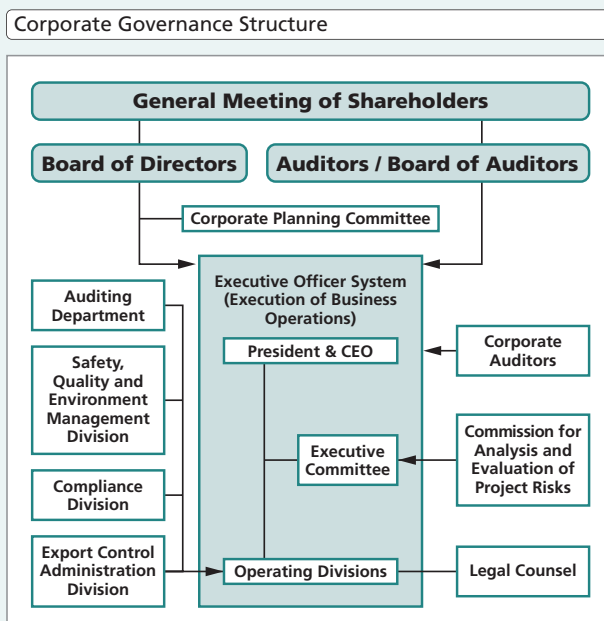 Corporate Governance Structure
General Meeting of Shareholders
Board of Directors
Auditors / Board of Auditors
Corporate Planning Committee
Executive Officer System
(Execution of Business
Operations)
President & CEO
Executive
Committee
Operating Divisions
Auditing
Department
Safety,
Quality and
Environment
Management
Division
Compliance
Division
Export Control
Administration
Division
Corporate
Auditors
Commission for
Analysis and
Evaluation of
Project Risks
Legal Counsel